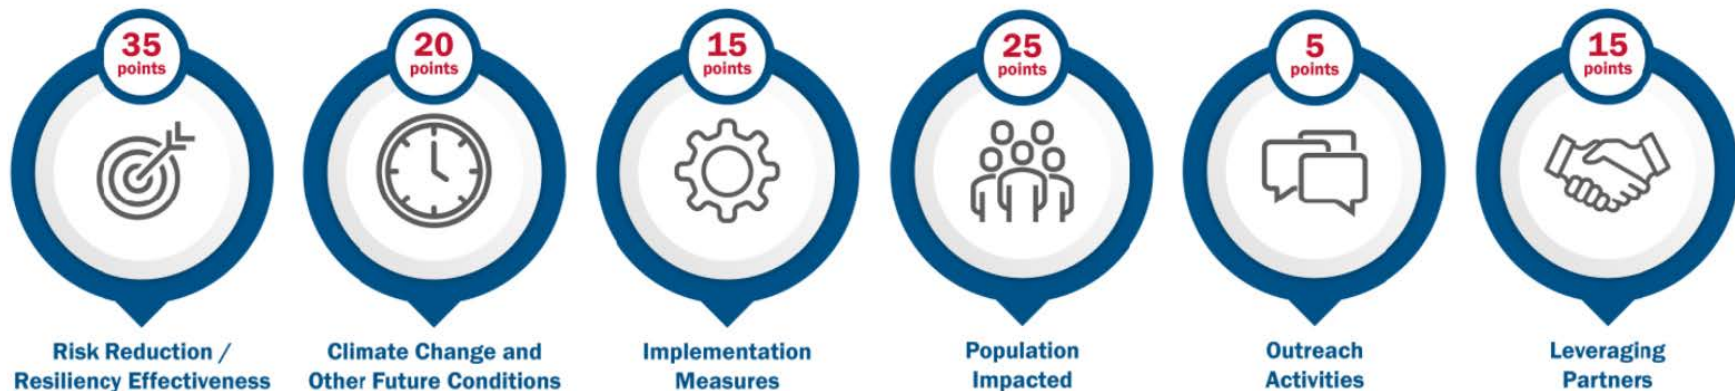 35
points
20
points
15
points
25
points
5
points
15
points
Risk Reduction /
Resiliency Effectiveness
Climate Change and
Other Future Conditions
Implementation
Measures
Population
Impacted
Outreach
Activities
Leveraging
Partners